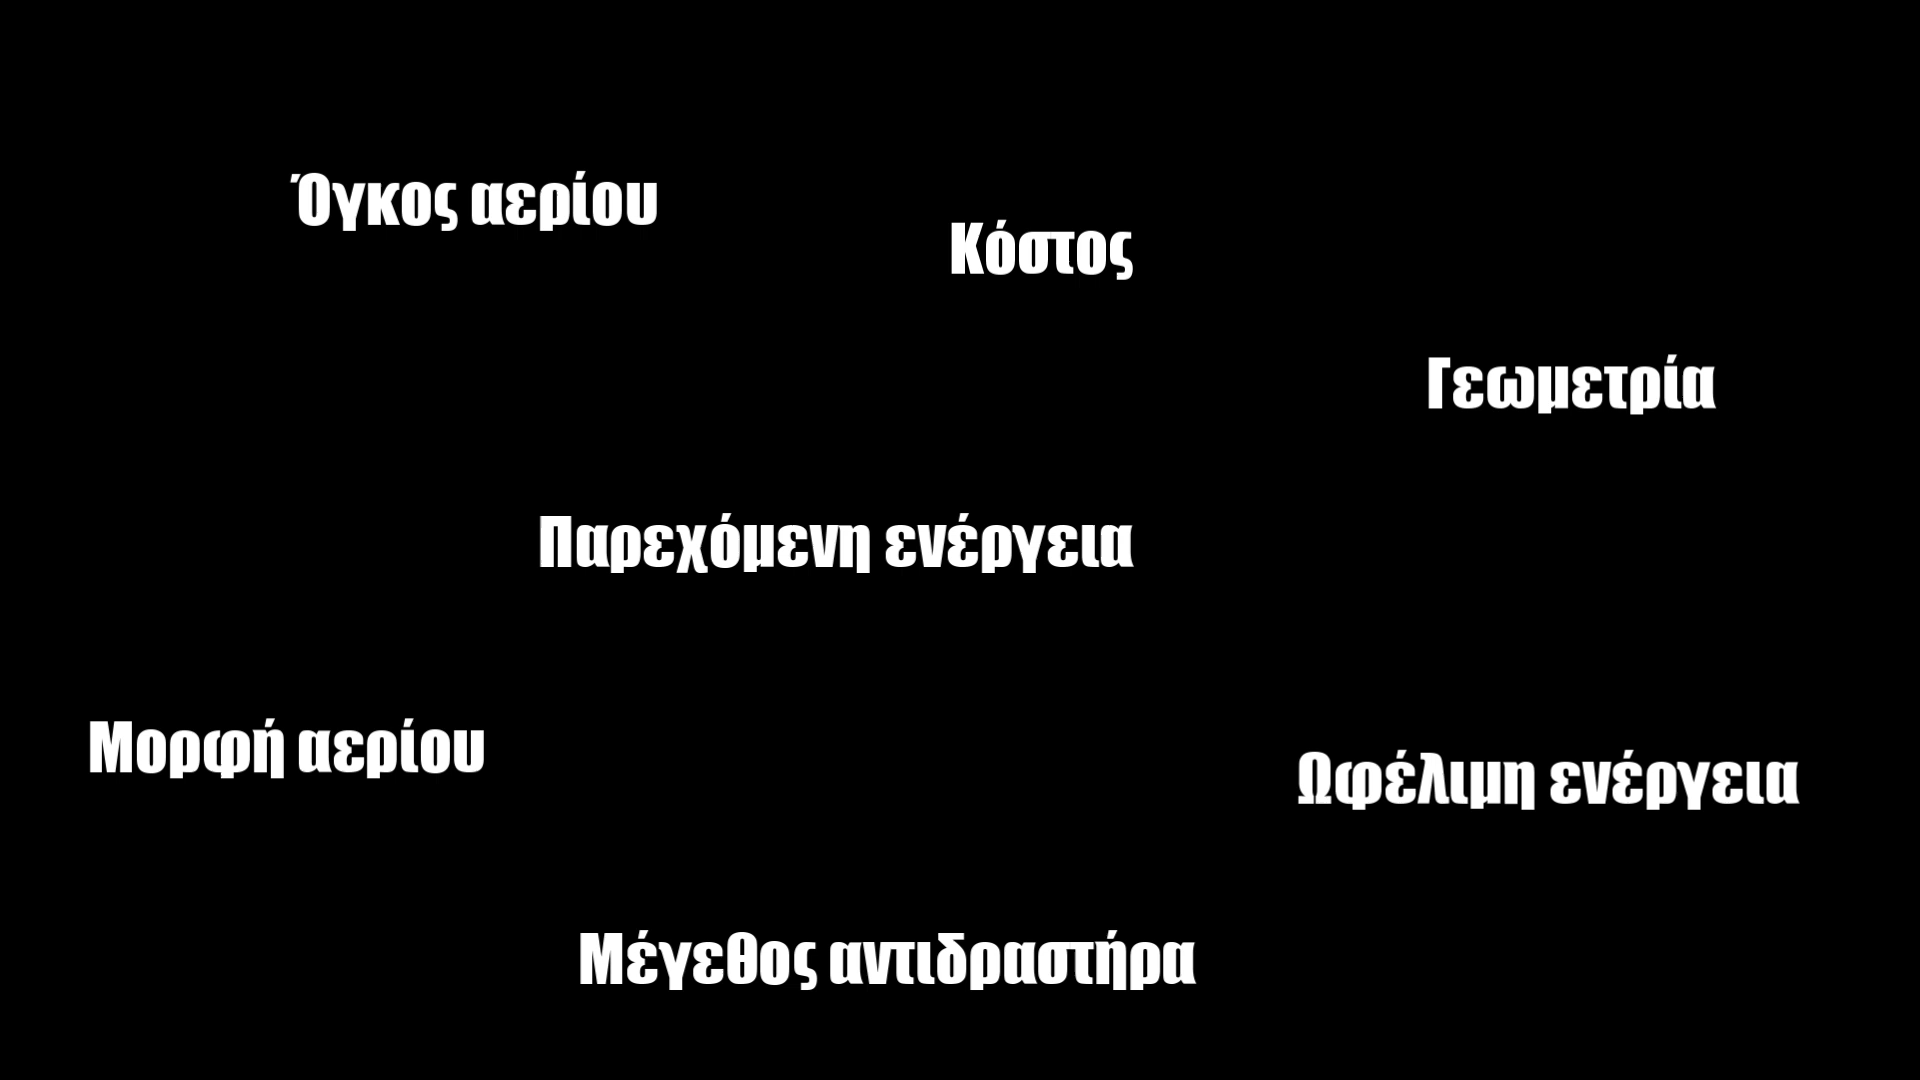 Όγκος αερίου
Κόστος
Γεωμετρία
Παρεχόμενη ενέργεια
Μορφή αερίου
Ωφέλιμη ενέργεια
Μέγεθος αντιδραστήρα